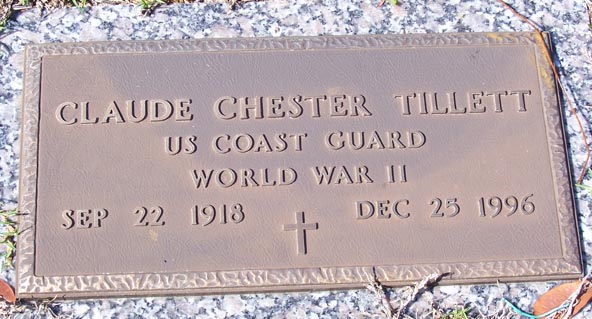 CLAUDE CHESTER TILLETT
US COAST GUARD
WORLD WAR II
SEP 22 1918 DEC 25 1996